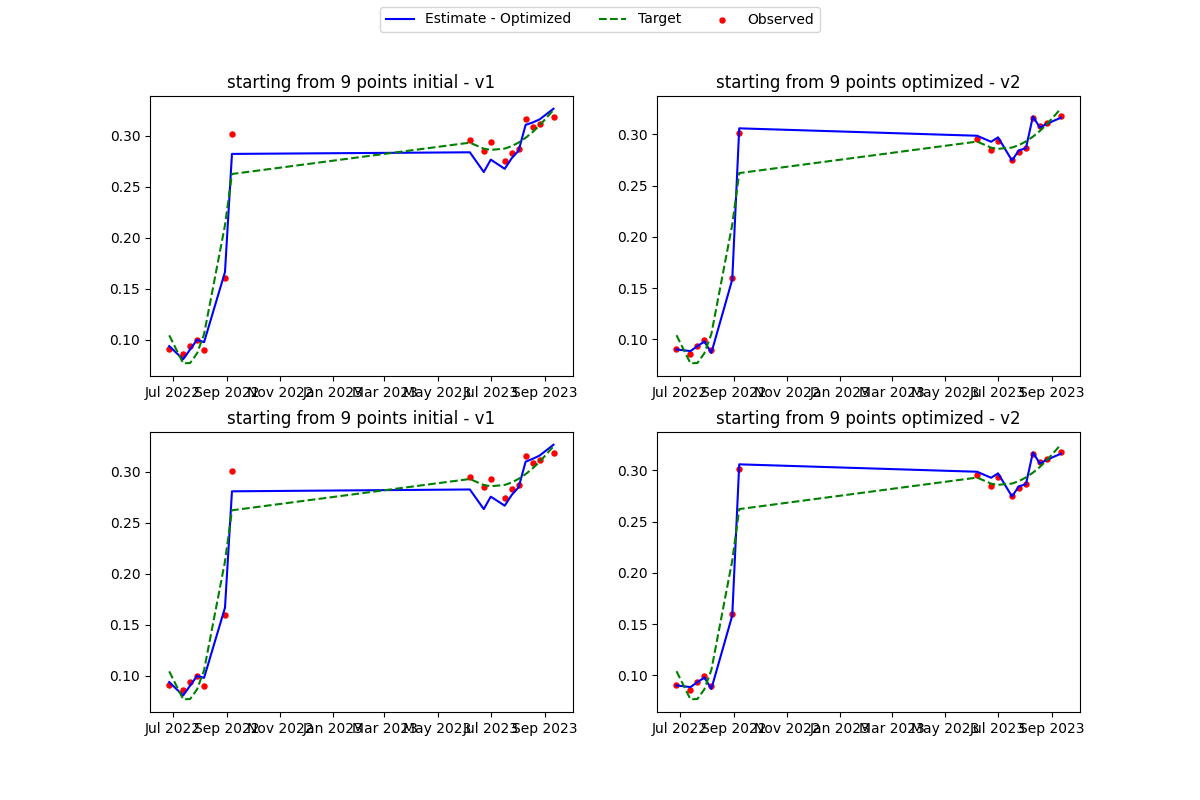 Estimate - Optimized Target Observed
starting from 9 points initial - v1
0.30
0.25
0.20
0.15
0.10
Jul 2022 Sep 2022 Nov 2022 Jan 2023 Mar 2023 May 2023 Jul 2023 Sep 2023
starting from 9 points optimized - v2
0.30
0.25
0.20
0.15
0.10
Jul 2022 Sep 2022 Nov 2022 Jan 2023 Mar 2023 May 2023 Jul 2023 Sep 2023
starting from 9 points initial - v1
0.30
0.25
0.20
0.15
0.10
Jul 2022 Sep 2022 Nov 2022 Jan 2023 Mar 2023 May 2023 Jul 2023 Sep 2023
starting from 9 points optimized - v2
0.30
0.25
0.20
0.15
0.10
Jul 2022 Sep 2022 Nov 2022 Jan 2023 Mar 2023 May 2023 Jul 2023 Sep 2023